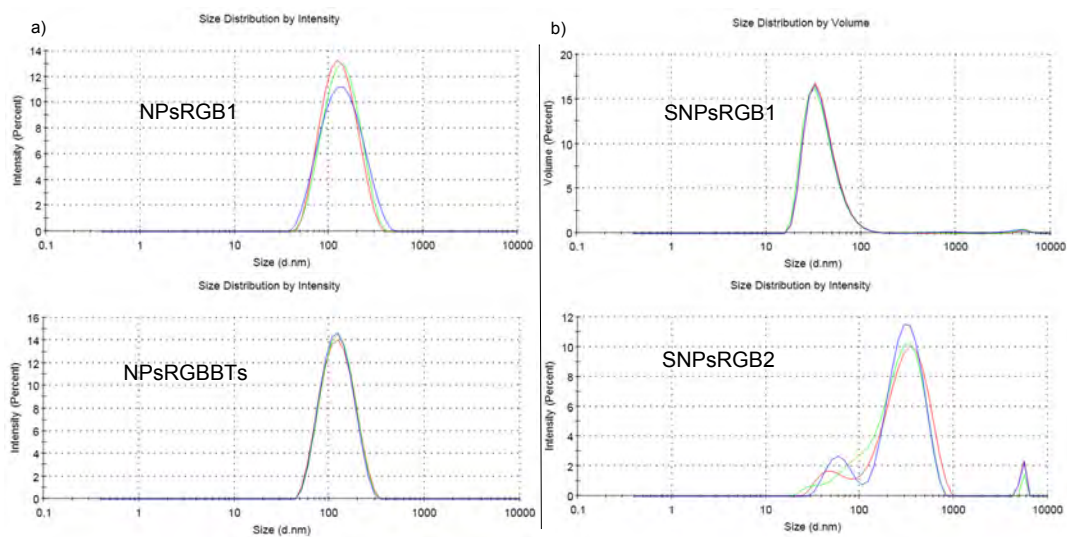 a)
Size Distribution by Intensity
14
12
10
8
6
4
2
0
Intensity (Percent)
NPsRGB1
0.1 1 10 100 1000 10000
Size (d.nm)
Size Distribution by Intensity
16
14
12
10
8
6
4
2
0
Intensity (Percent)
NPsRGBBTs
0.1 1 10 100 1000 10000
Size (d.nm)
b)
Size Distribution by Volume
20
15
10
5
0
Volume (Percent)
SNPsRGB1
0.1 1 10 100 1000 10000
Size (d.nm)
Size Distribution by Intensity
12
10
8
6
4
2
0
Intensity (Percent)
SNPsRGB2
0.1 1 10 100 1000 10000
Size (d.nm)